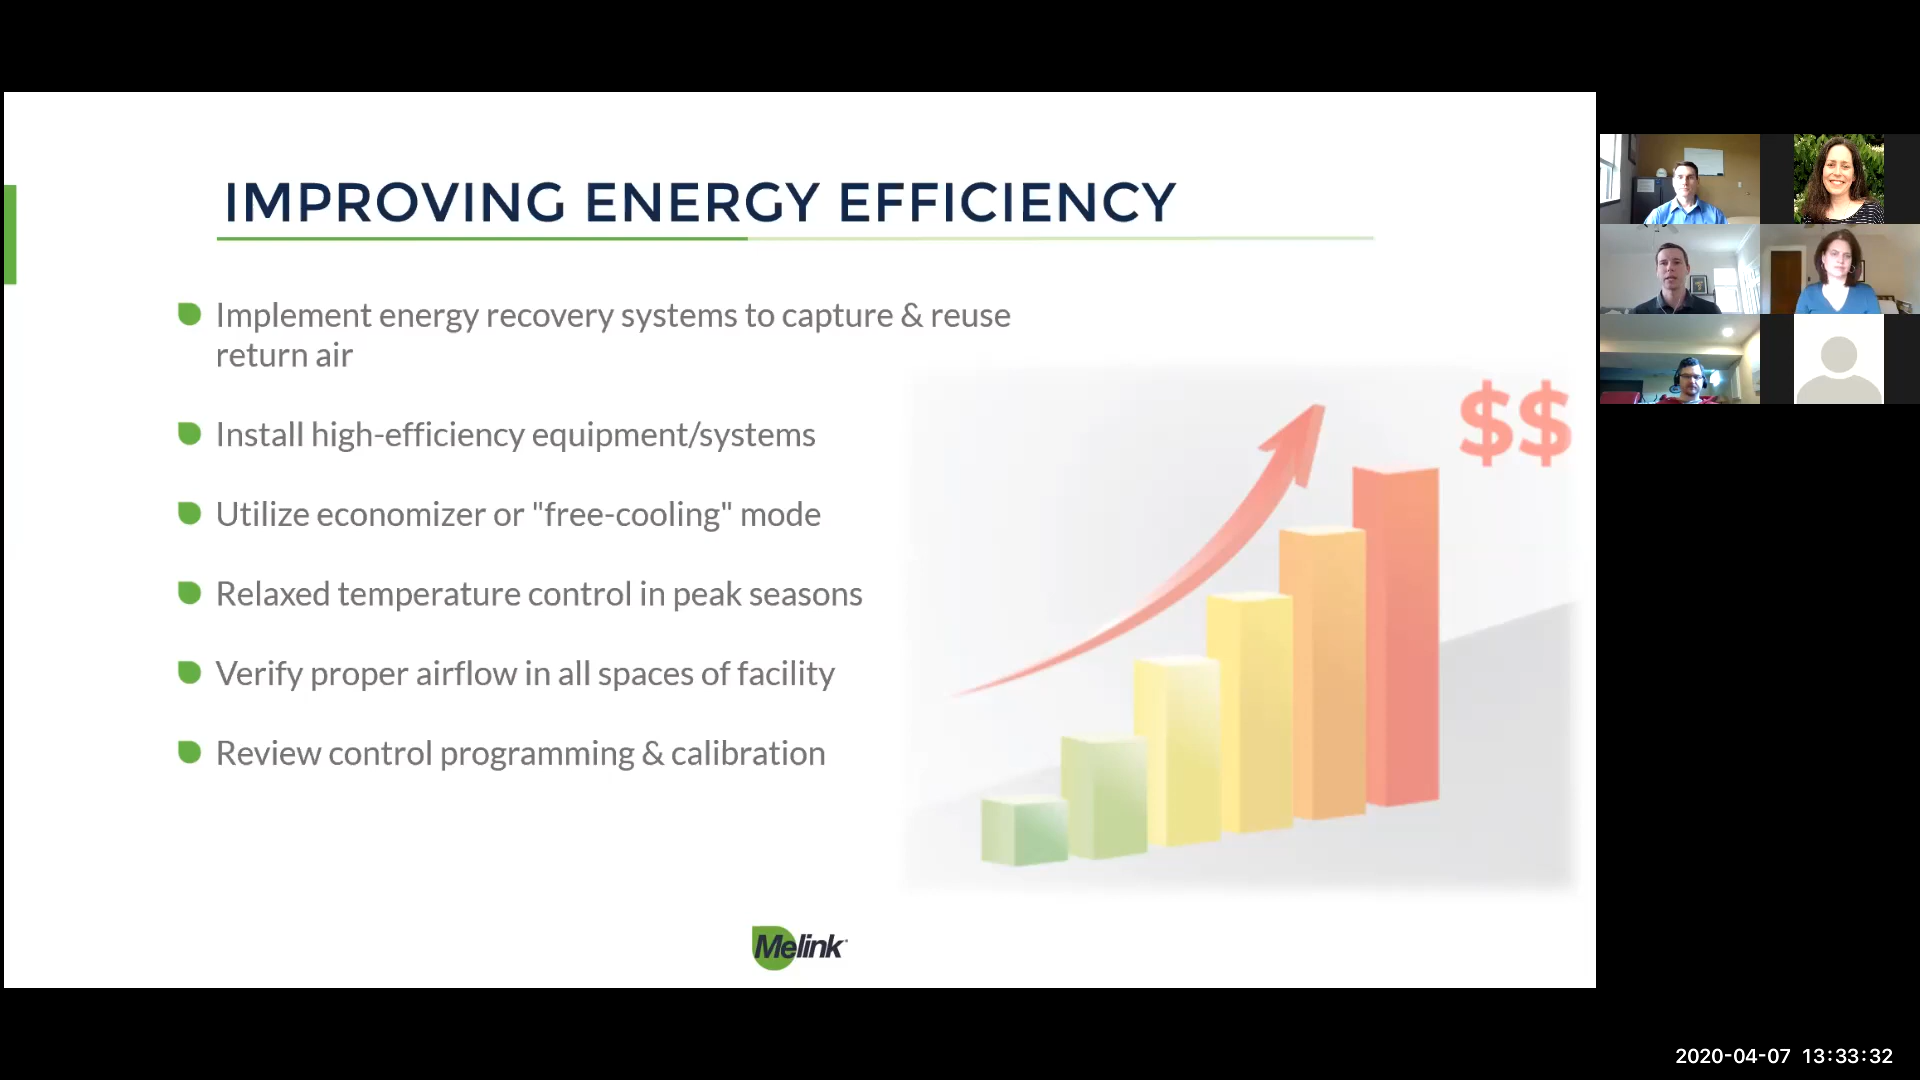 IMPROVING ENERGY EFFICIENCY
Implement energy recovery systems to capture & reuse
return air
Install high-efficiency equipment/systems
Utilize economizer or "free-cooling" mode
Relaxed temperature control in peak seasons
Verify proper airflow in all spaces of facility
Review control programming & calibration
$$
Melink
2020-04-07 13:33:32